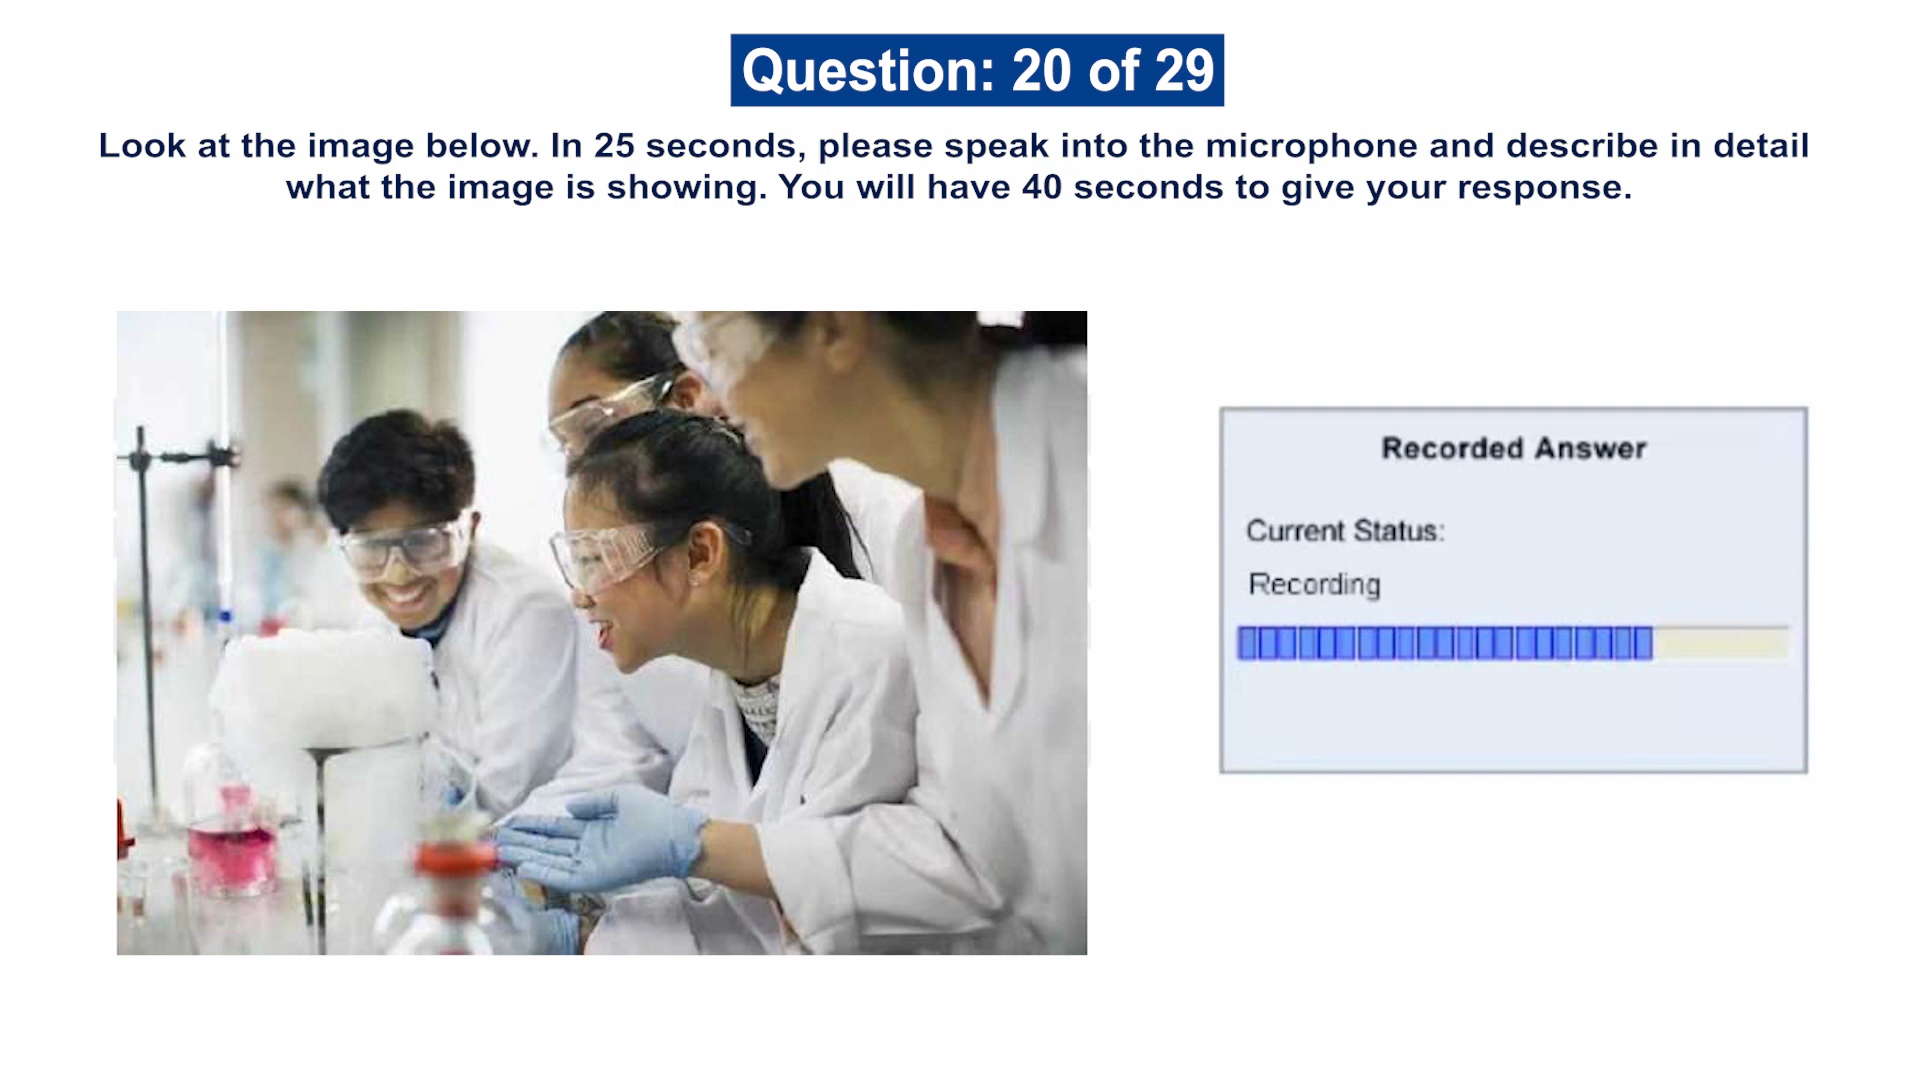 Question: 20 of 29
Look at the image below. In 25 seconds, please speak into the microphone and describe in detail
what the image is showing. You will have 40 seconds to give your response.
Recorded Answer
Current Status:
Recording